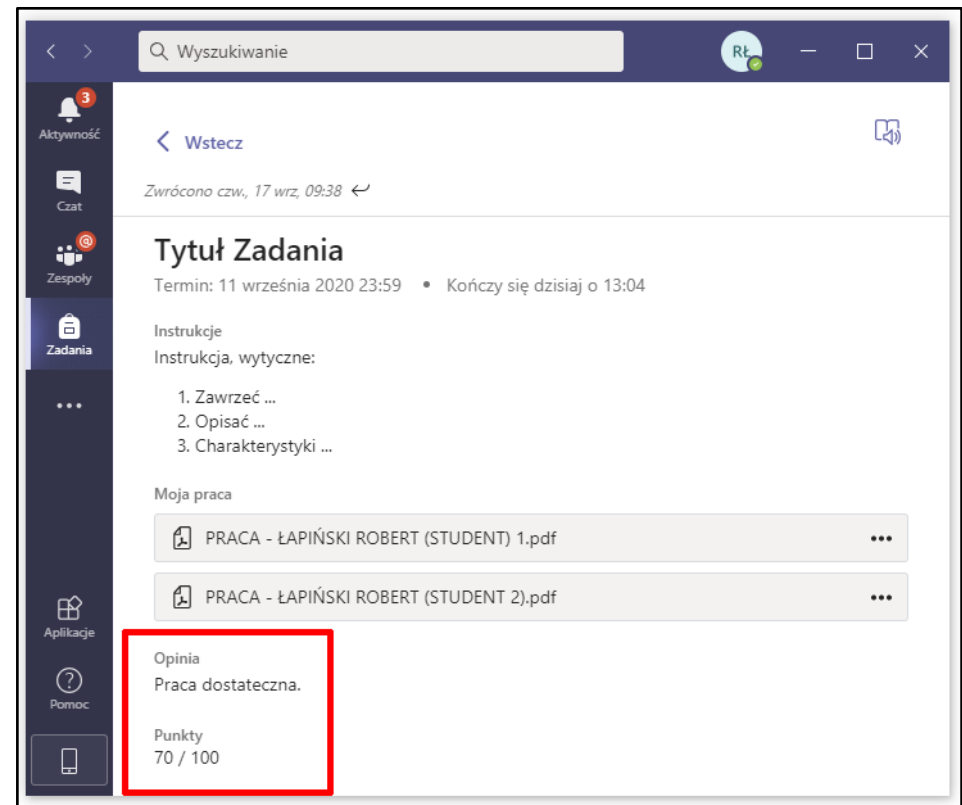 Wyszukiwanie
RŁ
3
Aktywność
Czat
@
Zespoły
Zadania
Aplikacje
Pomoc
Wstecz
Zwrócono czw., 17 wrz, 09:38
Tytuł Zadania
Termin: 11 września 2020 23:59 • Kończy się dzisiaj o 13:04
Instrukcje
Instrukcja, wytyczne:
1. Zawrzeć ...
2. Opisać ...
3. Charakterystyki ...
Moja praca
PRACA - ŁAPIŃSKI ROBERT (STUDENT) 1.pdf
PRACA - ŁAPIŃSKI ROBERT (STUDENT 2).pdf
Opinia
Praca dostateczna.
Punkty
70 / 100